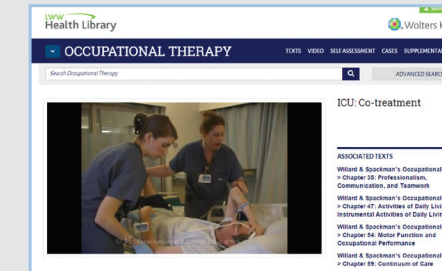 LWW
Health Library
Wolters K
OCCUPATIONAL THERAPY
TEXTS VIDEO SELF ASSESSMENT CASES SUPPLEMENTA
Search Occupational Therapy
ADVANCED SEARC
ICU: Co-treatment
ASSOCIATED TEXTS
Willard & Spackman's Occupational
> Chapter 35: Professionalism,
Communication, and Teamwork
Willard & Spackman's Occupational
> Chapter 47: Activities of Daily Livi
Instrumental Activities of Daily Livin
Willard & Spackman's Occupational
> Chapter 54: Motor Function and
Occupational Performance
Willard & Spackman's Occupational
> Chapter 59: Continuum of Care